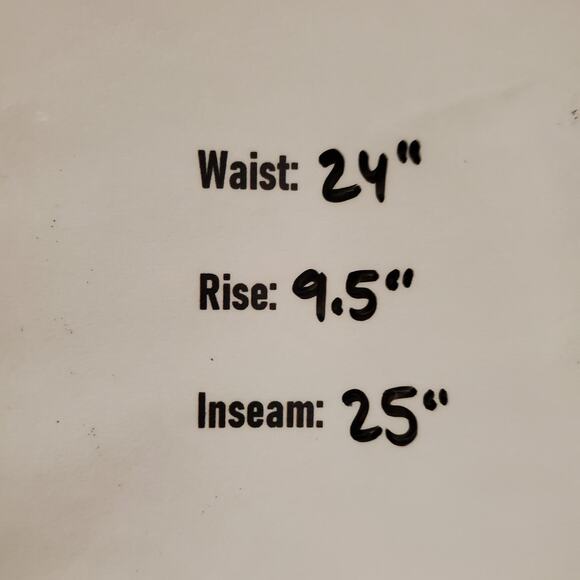 Waist: 24"
Rise: 9.5"
Inseam: 25"